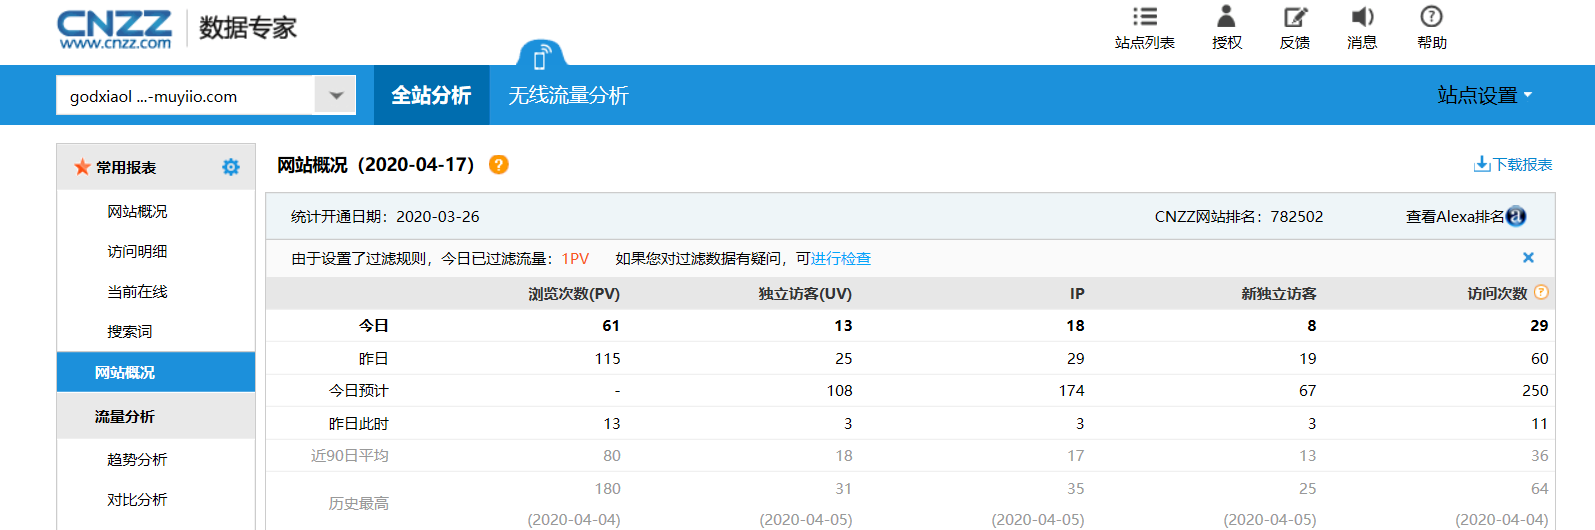 CNZZ 数据专家
www.cnzz.com
站点列表 授权 反馈 消息 帮助
godxiaol ...-muyiio.com 全站分析 无线流量分析 站点设置
常用报表
网站概况
访问明细
当前在线
搜索词
网站概况
流量分析
趋势分析
对比分析
网站概况（2020-04-17） ? 下载报表
统计开通日期：2020-03-26 CNZZ网站排名：782502 查看Alexa排名 a
由于设置了过滤规则，今日已过滤流量：1PV 如果您对过滤数据有疑问，可进行检查 ×
浏览次数(PV) 独立访客(UV) IP 新独立访客 访问次数 ?
今日 61 13 18 8 29
昨日 115 25 29 19 60
今日预计 - 108 174 67 250
昨日此时 13 3 3 3 11
近90日平均 80 18 17 13 36
历史最高 180 31 35 25 64
(2020-04-04) (2020-04-05) (2020-04-05) (2020-04-05) (2020-04-04)